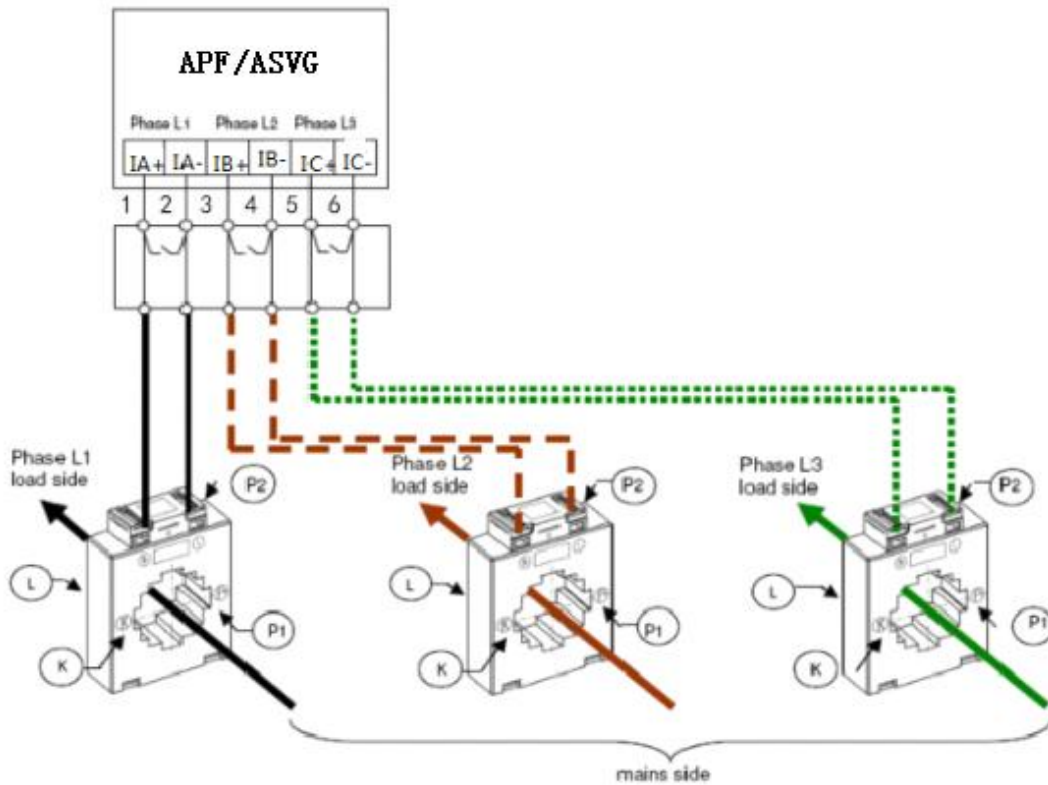 APF/ASVG
Phase L1 Phase L2 Phase L3
IA+ IA- IB+ IB- IC+ IC-
1 2 3 4 5 6
Phase L1
load side
P2
Phase L2
load side
P2
Phase L3
load side
P2
L
P1
K
L
P1
K
L
P1
K
mains side